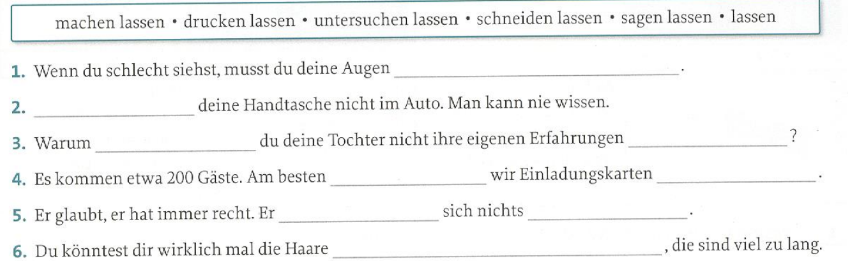 machen lassen • drucken lassen • untersuchen lassen • schneiden lassen • sagen lassen • lassen
1. Wenn du schlecht siehst, musst du deine Augen ______________________.
2. ______________ deine Handtasche nicht im Auto. Man kann nie wissen.
3. Warum ______________ du deine Tochter nicht ihre eigenen Erfahrungen ______________?
4. Es kommen etwa 200 Gäste. Am besten ______________ wir Einladungskarten ______________.
5. Er glaubt, er hat immer recht. Er ______________ sich nichts ______________.
6. Du könntest dir wirklich mal die Haare ______________________________, die sind viel zu lang.